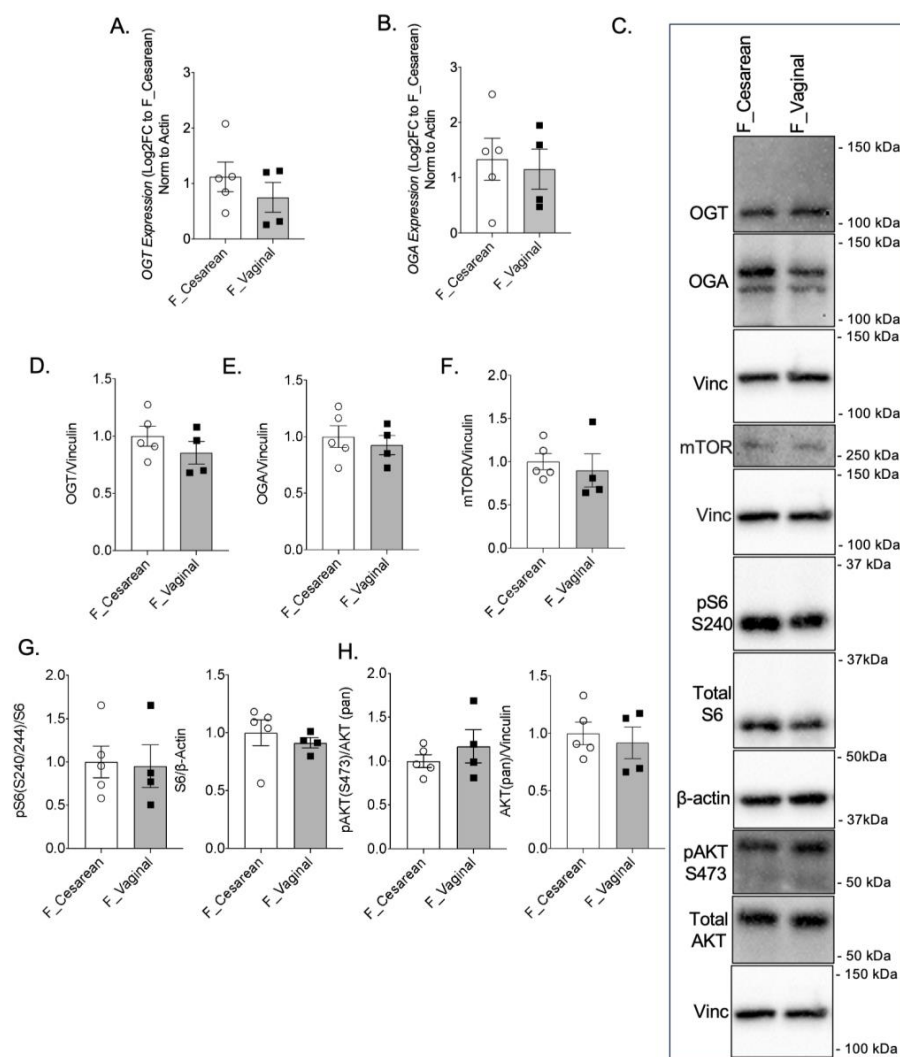 A.
OGT Expression (Log2FC to F_Cesarean)
Norm to Actin
3
2
1
0
F_Cesarean
F_Vaginal
B.
OGA Expression (Log2FC to F_Cesarean)
Norm to Actin
3
2
1
0
F_Cesarean
F_Vaginal
C.
F_Cesarean
F_Vaginal
- 150 kDa
OGT
- 100 kDa
- 150 kDa
OGA
- 100 kDa
- 150 kDa
Vinc
- 100 kDa
mTOR
- 250 kDa
- 150 kDa
Vinc
- 100 kDa
- 37 kDa
pS6
S240
- 37kDa
Total
S6
- 50kDa
β-actin
- 37kDa
pAKT
S473
- 50 kDa
Total
AKT
- 50 kDa
- 150 kDa
Vinc
- 100 kDa
D.
OGT/Vinculin
1.5
1.0
0.5
0.0
F_Cesarean
F_Vaginal
E.
OGA/Vinculin
1.5
1.0
0.5
0.0
F_Cesarean
F_Vaginal
F.
mTOR/Vinculin
2.0
1.5
1.0
0.5
0.0
F_Cesarean
F_Vaginal
G.
pS6(S240/244)/S6
2.0
1.5
1.0
0.5
0.0
F_Cesarean
F_Vaginal
S6/β-Actin
1.5
1.0
0.5
0.0
F_Cesarean
F_Vaginal
H.
pAKT(S473)/AKT (pan)
2.0
1.5
1.0
0.5
0.0
F_Cesarean
F_Vaginal
AKT(pan)/Vinculin
1.5
1.0
0.5
0.0
F_Cesarean
F_Vaginal